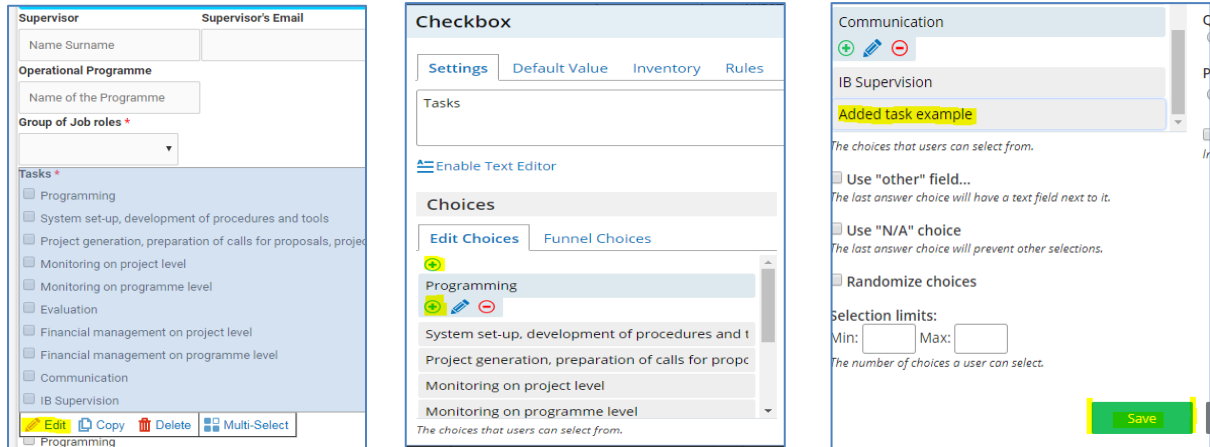 Supervisor Supervisor's Email
Name Surname
Operational Programme
Name of the Programme
Group of Job roles *
Tasks *
Programming
System set-up, development of procedures and tools
Project generation, preparation of calls for proposals, projec
Monitoring on project level
Monitoring on programme level
Evaluation
Financial management on project level
Financial management on programme level
Communication
IB Supervision
Edit Copy Delete Multi-Select
Programming
Checkbox
Settings Default Value Inventory Rules
Tasks
Enable Text Editor
Choices
Edit Choices Funnel Choices
Programming
System set-up, development of procedures and t
Project generation, preparation of calls for propo
Monitoring on project level
Monitoring on programme level
The choices that users can select from.
Communication
IB Supervision
Added task example
The choices that users can select from.
Use "other" field...
The last answer choice will have a text field next to it.
Use "N/A" choice
The last answer choice will prevent other selections.
Randomize choices
Selection limits:
Min: Max:
The number of choices a user can select.
Save